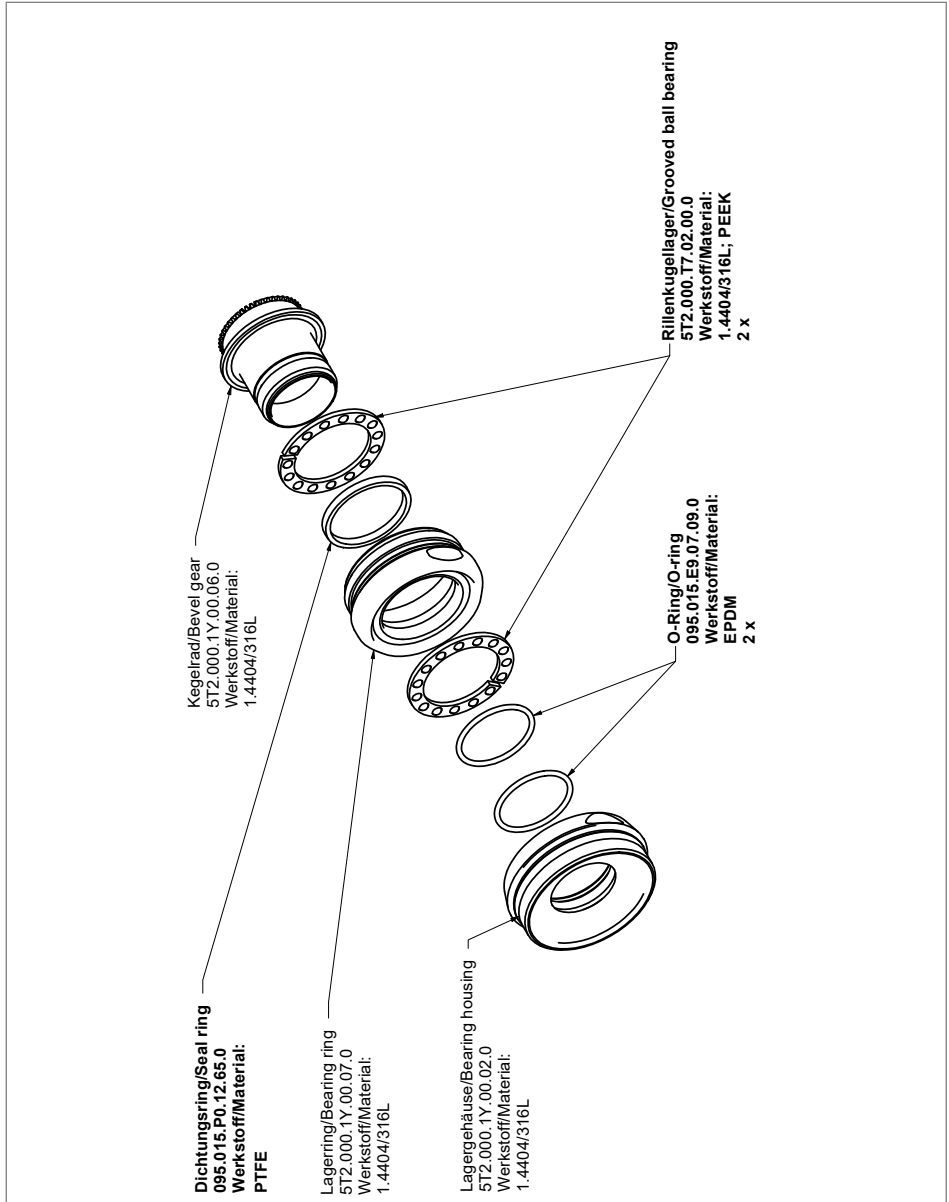 Kegelrad/Bevel gear
5T2.000.1Y.00.06.0
Werkstoff/Material:
1.4404/316L
Rillenkugellager/Grooved ball bearing
5T2.000.T7.02.00.0
Werkstoff/Material:
1.4404/316L; PEEK
2 x
O-Ring/O-ring
095.015.E9.07.09.0
Werkstoff/Material:
EPDM
2 x
Dichtungsring/Seal ring
095.015.P0.12.65.0
Werkstoff/Material:
PTFE
Lagerring/Bearing ring
5T2.000.1Y.00.07.0
Werkstoff/Material:
1.4404/316L
Lagergehäuse/Bearing housing
5T2.000.1Y.00.02.0
Werkstoff/Material:
1.4404/316L